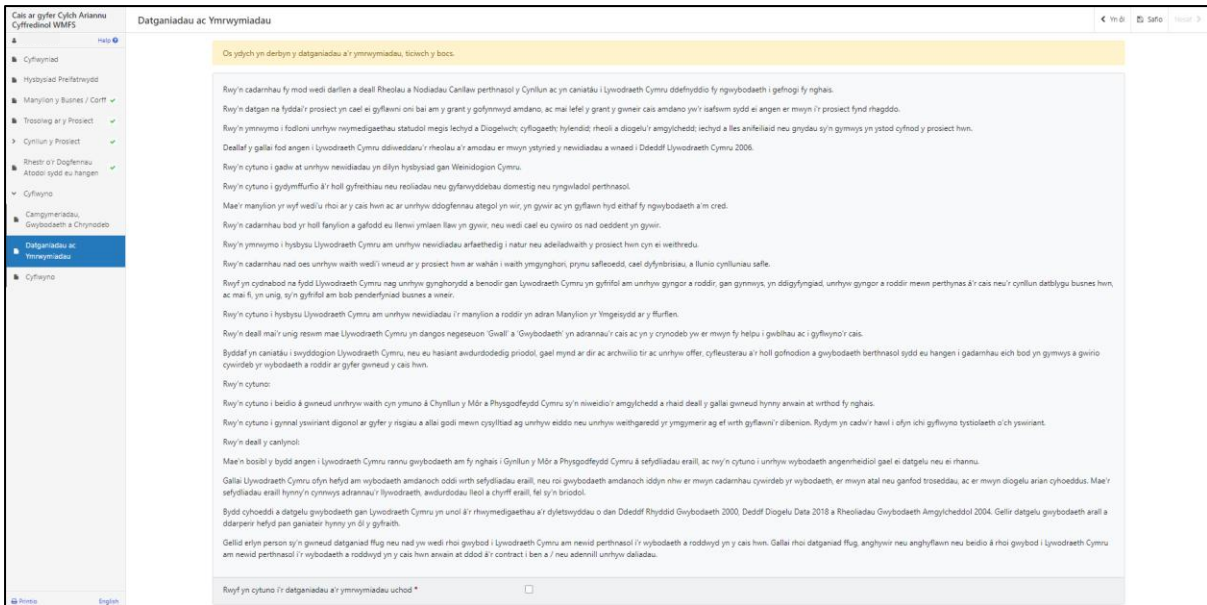 Cais ar gyfer Cylch Ariannu
Cyffredinol WMFS
Datganiadau ac Ymrwymiadau
Yn ôl
Safio
Nesaf
Help
Cyflwyniad
Hysbysiad Preifatrwydd
Manylion y Busnes / Corff
Trosolwg ar y Prosiect
Cynllun y Prosiect
Rhestr o'r Dogfennau
Atodol sydd eu hangen
Cyflwyno
Camgymeriadau,
Gwybodaeth a Chrynodeb
Datganiadau ac
Ymrwymiadau
Cyflwyno
Printio
English
Os ydych yn derbyn y datganiadau a'r ymrwymiadau, ticiwch y bocs.
Rwy'n cadarnhau fy mod wedi darllen a deall Rheolau a Nodiadau Canllaw perthnasol y Cynllun ac yn caniatáu i Lywodraeth Cymru ddefnyddio fy ngwybodaeth i gefnogi fy nghais.
Rwy'n datgan na fyddai'r prosiect yn cael ei gyflawni oni bai am y grant y gofynnwyd amdano, ac mai lefel y grant y gwneir cais amdano yw'r isafswm sydd ei angen er mwyn i'r prosiect fynd rhagddo.
Rwy'n ymrwymo i fodloni unrhyw rwymedigaethau statudol megis Iechyd a Diogelwch; cyflogaeth; hylendid; rheoli a diogelu'r amgylchedd; iechyd a lles anifeiliaid neu gnydau sy'n gymwys yn ystod cyfnod y prosiect hwn.
Deallaf y gallai fod angen i Lywodraeth Cymru ddiweddaru'r rheolau a'r amodau er mwyn ystyried y newidiadau a wnaed i Ddeddf Llywodraeth Cymru 2006.
Rwy'n cytuno i gadw at unrhyw newidiadau yn dilyn hysbysiad gan Weinidogion Cymru.
Rwy'n cytuno i gydymffurfio â'r holl gyfreithiau neu reoliadau neu gyfarwyddebau domestig neu ryngwladol perthnasol.
Mae'r manylion yr wyf wedi'u rhoi ar y cais hwn ac ar unrhyw ddogfennau ategol yn wir, yn gywir ac yn gyflawn hyd eithaf fy ngwybodaeth a'm cred.
Rwy'n cadarnhau bod yr holl fanylion a gafodd eu llenwi ymlaen llaw yn gywir, neu wedi cael eu cywiro os nad oeddent yn gywir.
Rwy'n ymrwymo i hysbysu Llywodraeth Cymru am unrhyw newidiadau arfaethedig i natur neu adeiladwaith y prosiect hwn cyn ei weithredu.
Rwy'n cadarnhau nad oes unrhyw waith wedi'i wneud ar y prosiect hwn ar wahân i waith ymgynghori, prynu safleoedd, cael dyfynbrisiau, a llunio cynlluniau safle.
Rwyf yn cydnabod na fydd Llywodraeth Cymru nag unrhyw gynghorydd a benodir gan Lywodraeth Cymru yn gyfrifol am unrhyw gyngor a roddir, gan gynnwys, yn ddigyfyngiad, unrhyw gyngor a roddir mewn perthynas â'r cais neu'r cynllun datblygu busnes hwn,
ac mai fi, yn unig, sy'n gyfrifol am bob penderfyniad busnes a wneir.
Rwy'n cytuno i hysbysu Llywodraeth Cymru am unrhyw newidiadau i'r manylion a roddir yn adran Manylion yr Ymgeisydd ar y ffurflen.
Rwy'n deall mai'r unig reswm mae Llywodraeth Cymru yn dangos negeseuon 'Gwall' a 'Gwybodaeth' yn adrannau'r cais ac yn y crynodeb yw er mwyn fy helpu i gwblhau ac i gyflwyno'r cais.
Byddaf yn caniatáu i swyddogion Llywodraeth Cymru, neu eu hasiant awdurdodedig priodol, gael mynd ar dir ac archwilio tir ac unrhyw offer, cyfleusterau a'r holl gofnodion a gwybodaeth berthnasol sydd eu hangen i gadarnhau eich bod yn gymwys a gwirio
cywirdeb yr wybodaeth a roddir ar gyfer gwneud y cais hwn.
Rwy'n cytuno:
Rwy'n cytuno i beidio â gwneud unrhryw waith cyn ymuno â Chynllun y Môr a Physgodfeydd Cymru sy'n niweidio'r amgylchedd a rhaid deall y gallai gwneud hynny arwain at wrthod fy nghais.
Rwy'n cytuno i gynnal yswiriant digonol ar gyfer y risgiau a allai godi mewn cysylltiad ag unrhyw eiddo neu unrhyw weithgaredd yr ymgymerir ag ef wrth gyflawni'r dibenion. Rydym yn cadw'r hawl i ofyn ichi gyflwyno tystiolaeth o'ch yswiriant.
Rwy'n deall y canlynol:
Mae'n bosibl y bydd angen i Lywodraeth Cymru rannu gwybodaeth am fy nghais i Gynllun y Môr a Physgodfeydd Cymru â sefydliadau eraill, ac rwy'n cytuno i unrhyw wybodaeth angenrheidiol gael ei datgelu neu ei rhannu.
Gallai Llywodraeth Cymru ofyn hefyd am wybodaeth amdanoch oddi wrth sefydliadau eraill, neu roi gwybodaeth amdanoch iddyn nhw er mwyn cadarnhau cywirdeb yr wybodaeth, er mwyn atal neu ganfod troseddau, ac er mwyn diogelu arian cyhoeddus. Mae'r
sefydliadau eraill hynny'n cynnwys adrannau'r llywodraeth, awdurdodau lleol a chyrff eraill, fel sy'n briodol.
Bydd cyhoeddi a datgelu gwybodaeth gan Lywodraeth Cymru yn unol â'r rhwymedigaethau a'r dyletswyddau o dan Ddeddf Rhyddid Gwybodaeth 2000, Deddf Diogelu Data 2018 a Rheoliadau Gwybodaeth Amgylcheddol 2004. Gellir datgelu gwybodaeth arall a
ddarperir hefyd pan ganiateir hynny yn ôl y gyfraith.
Gellid erlyn person sy'n gwneud datganiad ffug neu nad yw wedi rhoi gwybod i Lywodraeth Cymru am newid perthnasol i'r wybodaeth a roddwyd yn y cais hwn. Gallai rhoi datganiad ffug, anghywir neu anghyflawn neu beidio â rhoi gwybod i Lywodraeth Cymru
am newid perthnasol i'r wybodaeth a roddwyd yn y cais hwn arwain at ddod â'r contract i ben a / neu adennill unrhyw daliadau.
Rwyf yn cytuno i'r datganiadau a'r ymrwymiadau uchod *